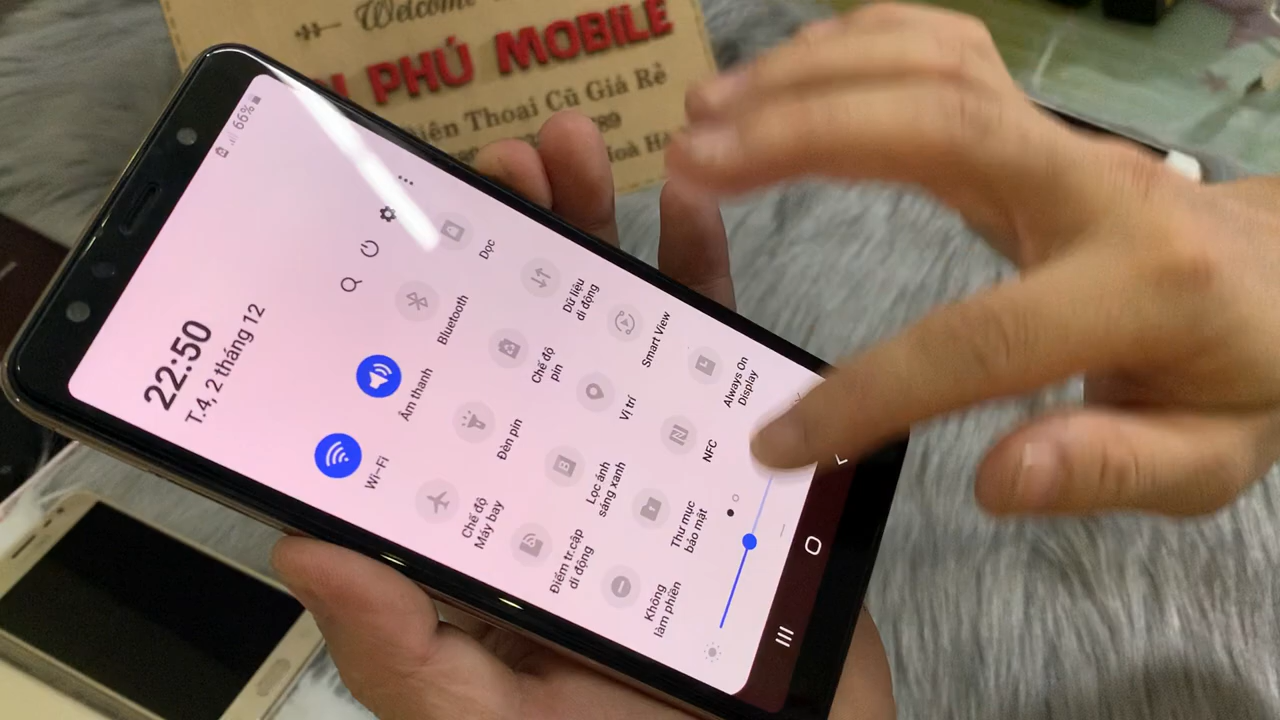 Welcome
PHÚ MOBILE
Thoại Cũ Giá Rẻ
66%
22:50
T.4, 2 tháng 12
Wi-Fi
Âm thanh
Bluetooth
Dọc
Chế độ
Máy bay
Đèn pin
Chế độ
pin
Dữ liệu
di động
Điểm tr.cập
di động
Lọc ánh
sáng xanh
Vị trí
Smart View
Không
làm phiền
Thư mục
bảo mật
NFC
Always On
Display